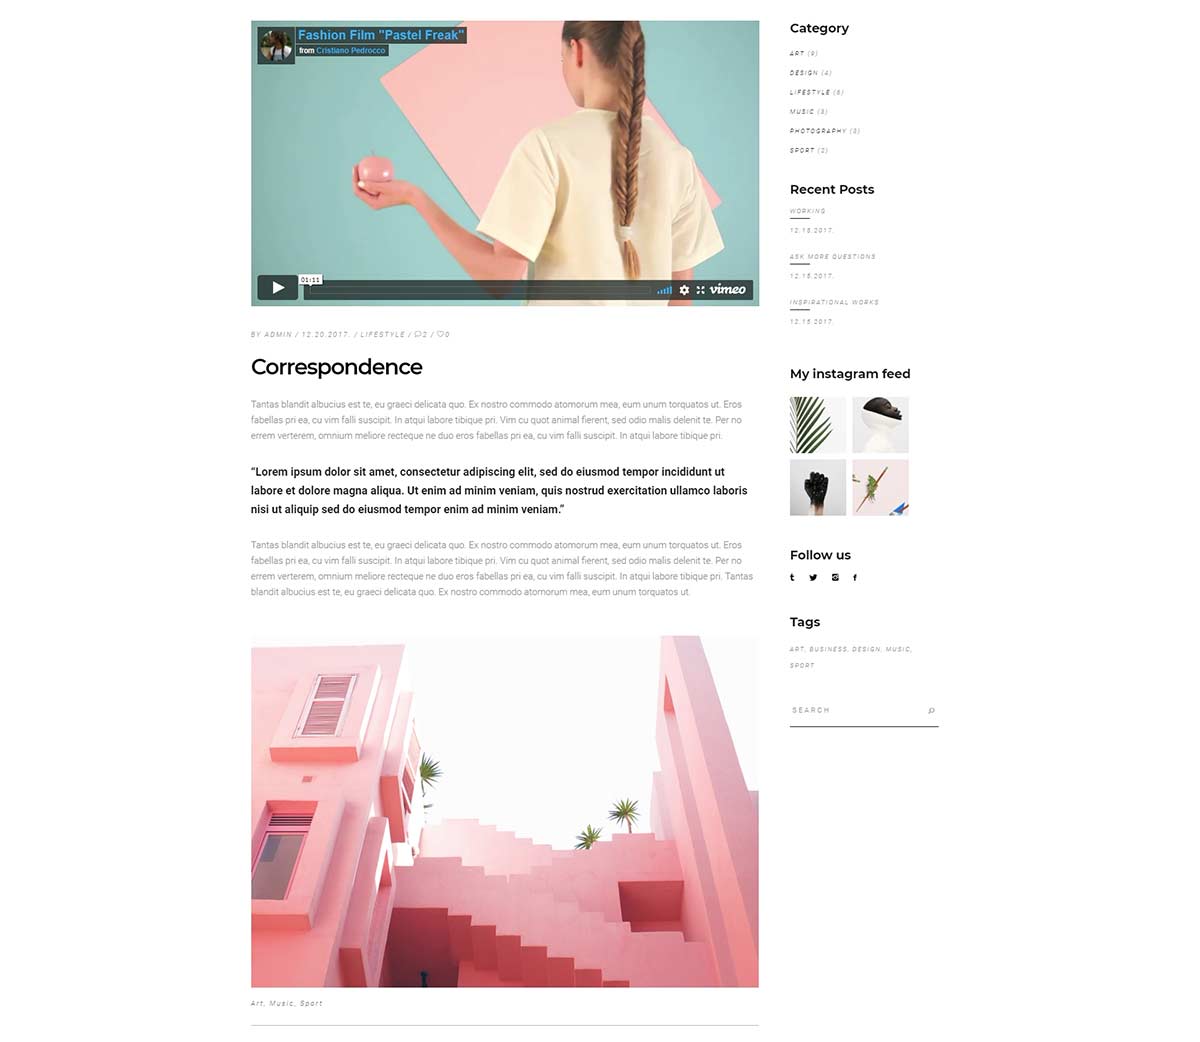 Fashion Film "Pastel Freak"
from Cristiano Pedrocco
01:11
vimeo
BY ADMIN / 12.20.2017. / LIFESTYLE / 2 / 0
Correspondence
Tantas blandit albucius est te, eu graeci delicata quo. Ex nostro commodo atomorum mea, eum unum torquatos ut. Eros
fabellas pri ea, cu vim falli suscipit. In atqui labore tibique pri. Vim cu quot animal fierent, sed odio malis delenit te. Per no
errem verterem, omnium meliore recteque ne duo eros fabellas pri ea, cu vim falli suscipit. In atqui labore tibique pri.
“Lorem ipsum dolor sit amet, consectetur adipiscing elit, sed do eiusmod tempor incididunt ut
labore et dolore magna aliqua. Ut enim ad minim veniam, quis nostrud exercitation ullamco laboris
nisi ut aliquip sed do eiusmod tempor enim ad minim veniam.”
Tantas blandit albucius est te, eu graeci delicata quo. Ex nostro commodo atomorum mea, eum unum torquatos ut. Eros
fabellas pri ea, cu vim falli suscipit. In atqui labore tibique pri. Vim cu quot animal fierent, sed odio malis delenit te. Per no
errem verterem, omnium meliore recteque ne duo eros fabellas pri ea, cu vim falli suscipit. In atqui labore tibique pri. Tantas
blandit albucius est te, eu graeci delicata quo. Ex nostro commodo atomorum mea, eum unum torquatos ut.
Art, Music, Sport
Category
ART (9)
DESIGN (4)
LIFESTYLE (6)
MUSIC (3)
PHOTOGRAPHY (3)
SPORT (2)
Recent Posts
WORKING
12.16.2017.
ASK MORE QUESTIONS
12.15.2017.
INSPIRATIONAL WORKS
12.15.2017.
My instagram feed
Follow us
Tags
ART, BUSINESS, DESIGN, MUSIC,
SPORT
SEARCH